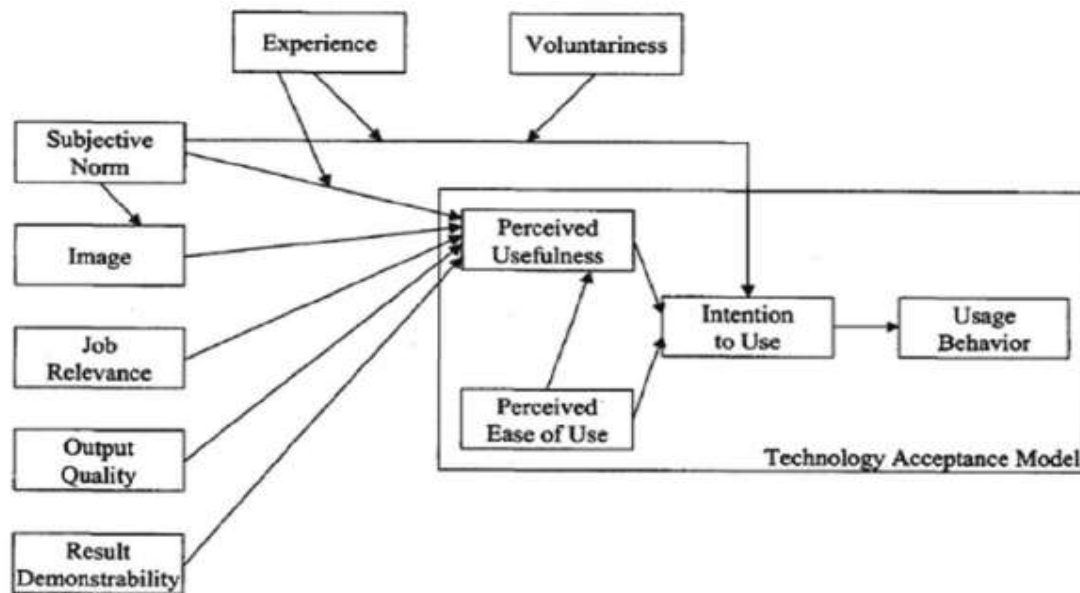 Experience
Voluntariness
Subjective
Norm
Image
Perceived
Usefulness
Job
Relevance
Intention
to Use
Usage
Behavior
Perceived
Ease of Use
Output
Quality
Technology Acceptance Model
Result
Demonstrability